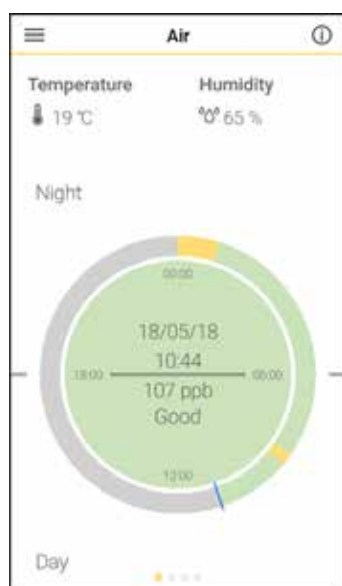 Air
Temperature
Humidity
19 °C
65 %
Night
00:00
18/05/18
10:44
18:00
06:00
107 ppb
Good
12:00
Day